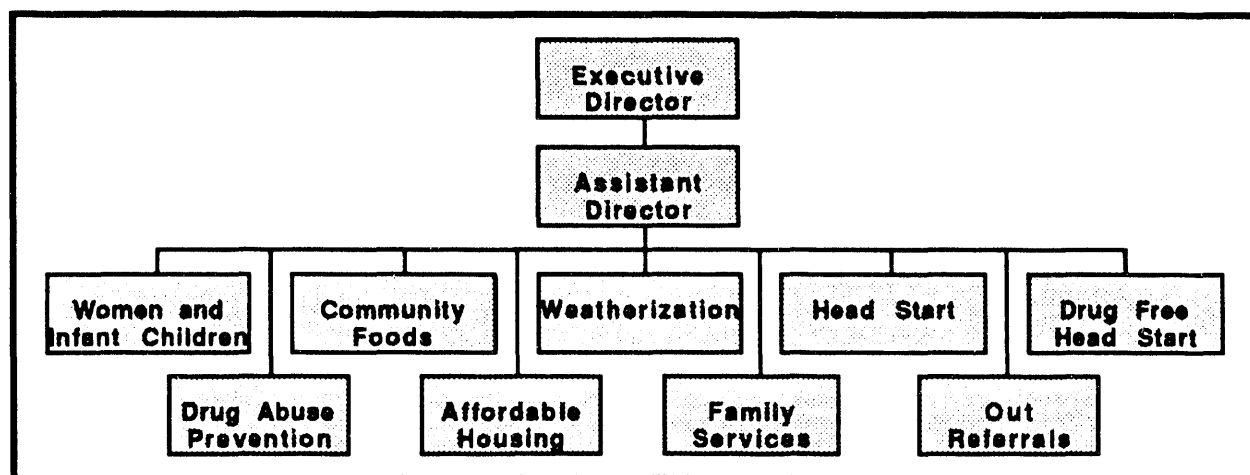 Executive
Director
Assistant
Director
Women and
Infant Children
Community
Foods
Weatherization
Head Start
Drug Free
Head Start
Drug Abuse
Prevention
Affordable
Housing
Family
Services
Out
Referrals